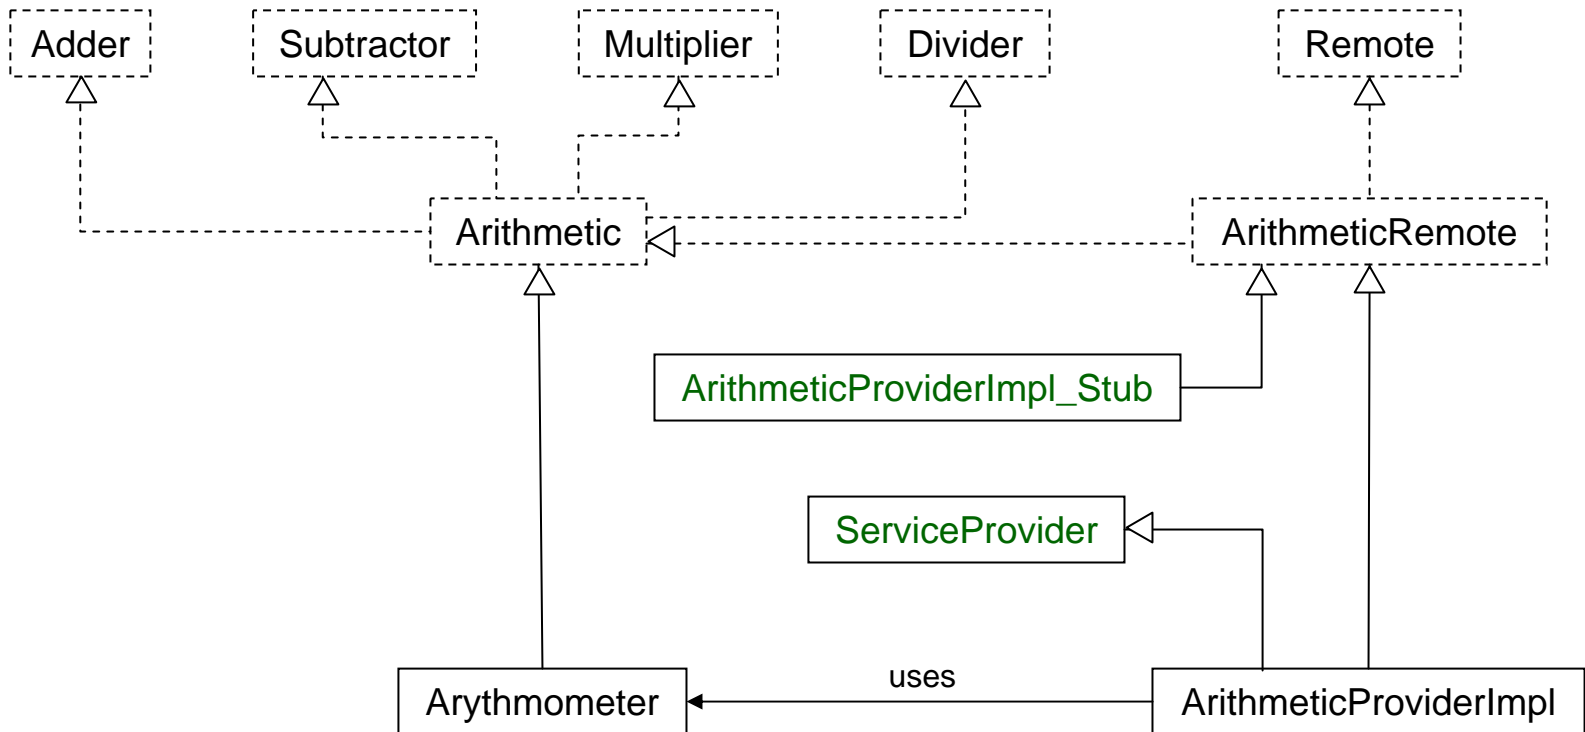 Adder
Subtractor
Multiplier
Divider
Remote
Arithmetic
ArithmeticRemote
ArithmeticProviderImpl_Stub
ServiceProvider
uses
Arythmometer
ArithmeticProviderImpl